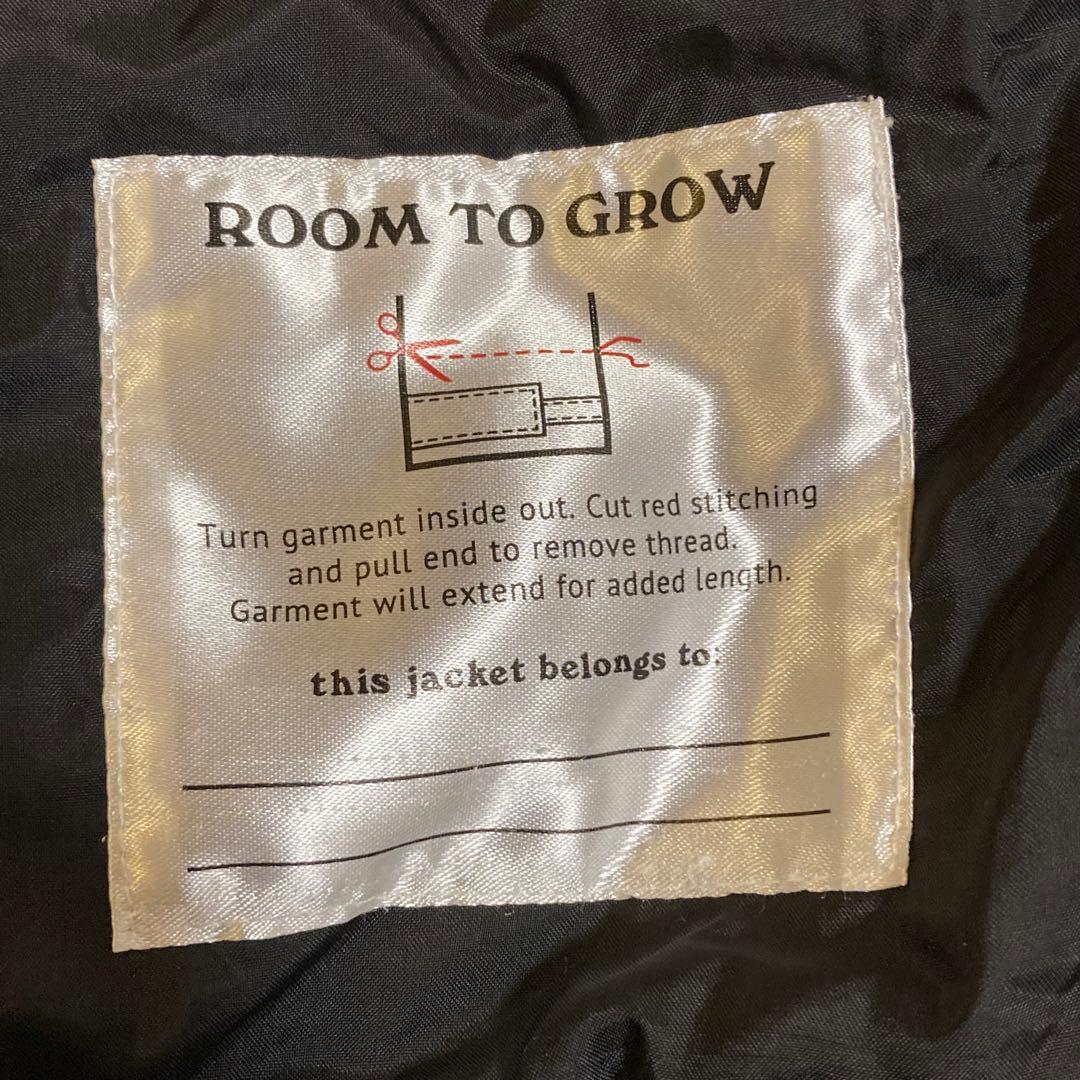 ROOM TO GROW
Turn garment inside out. Cut red stitching
and pull end to remove thread.
Garment will extend for added length.
this jacket belongs to: